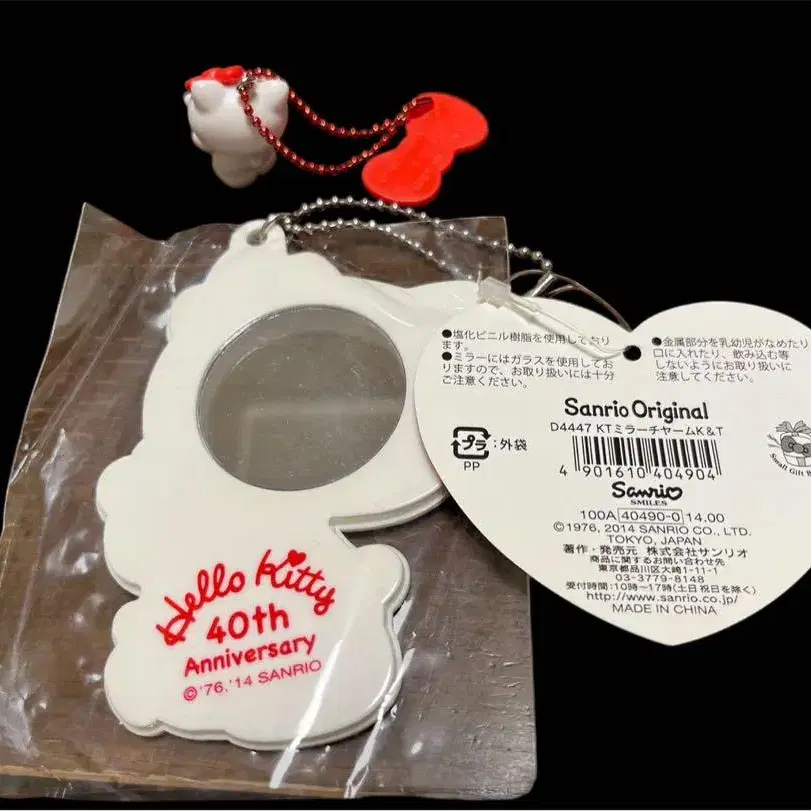 ●塩化ビニル樹脂を使用しており
ます。
●ミラーにはガラスを使用してお
りますので、お取り扱いには十分
ご注意ください。
●金属部分を乳幼児がなめたり
口に入れたり、飲み込む等
しないようにお取り扱いに
注意してください。
Sanrio Original
D4447 KTミラーチャームK&T
プラ:外袋
PP
4 901610 404904
Sanrio
SMILES
Small Gift
100A 40490-0 14.00
©1976, 2014 SANRIO CO., LTD.
TOKYO, JAPAN
著作・発売元 株式会社サンリオ
商品に関するお問い合わせ先
東京都品川区大崎1-11-1
03-3779-8148
受付時間:10時〜17時(土日祝日を除く)
http://www.sanrio.co.jp/
MADE IN CHINA
Hello Kitty
40th
Anniversary
©'76,'14 SANRIO